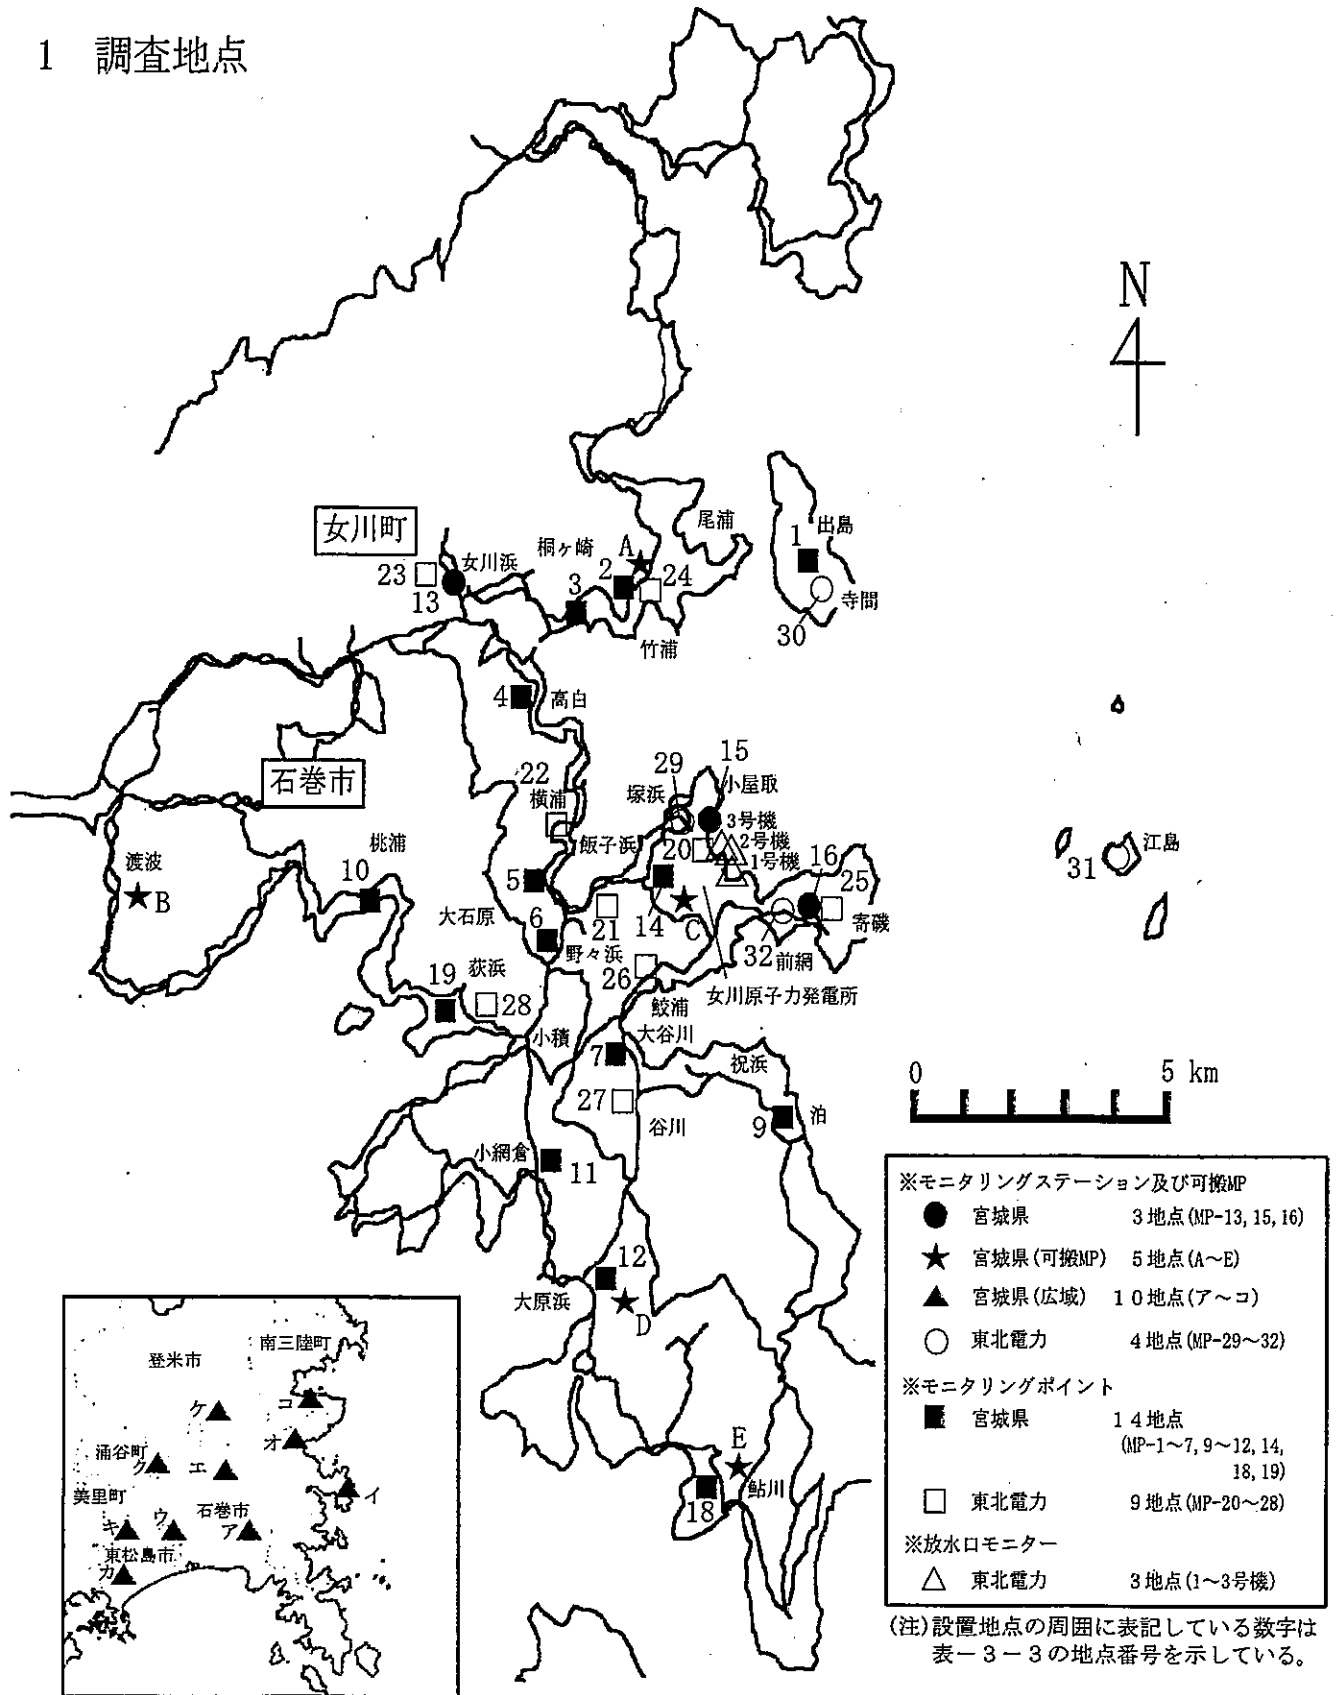 1 調査地点
N
女川町
尾浦
出島
1
桐ヶ崎
A
女川浜
23
13
3
2
24
寺間
30
竹浦
4
高白
石巻市
22
横浦
29
15
塚浜
小屋取
3号機
2号機
1号機
飯子浜
20
16
25
江島
31
渡波
B
桃浦
10
5
大石原
6
21
14
C
32
前網
寄磯
野々浜
26
19
荻浜
28
鮫浦
女川原子力発電所
小積
大谷川
7
祝浜
0 5 km
27
谷川
9
泊
小網倉
11
12
大原浜
D
E
18
鮎川
※モニタリングステーション及び可搬MP
● 宮城県 3地点(MP-13, 15, 16)
★ 宮城県(可搬MP) 5地点(A～E)
▲ 宮城県(広域) 10地点(ア～コ)
○ 東北電力 4地点(MP-29～32)
※モニタリングポイント
■ 宮城県 14地点
(MP-1～7, 9～12, 14,
18, 19)
□ 東北電力 9地点(MP-20～28)
※放水口モニター
△ 東北電力 3地点(1～3号機)
(注)設置地点の周囲に表記している数字は
表－3－3の地点番号を示している。
南三陸町
登米市
コ
ケ
オ
涌谷町
ク
エ
イ
美里町
石巻市
キ
ウ
ア
東松島市
カ